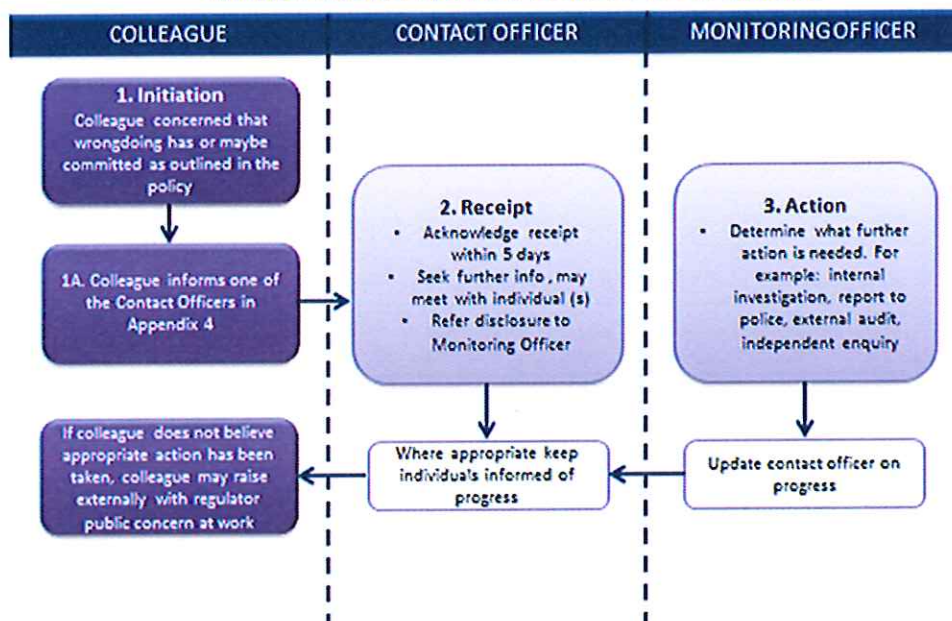 COLLEAGUE
CONTACT OFFICER
MONITORING OFFICER
1. Initiation
Colleague concerned that
wrongdoing has or maybe
committed as outlined in the
policy
1A. Colleague informs one of
the Contact Officers in
Appendix 4
2. Receipt
• Acknowledge receipt
within 5 days
• Seek further info , may
meet with individual (s)
• Refer disclosure to
Monitoring Officer
3. Action
• Determine what further
action is needed. For
example: internal
investigation, report to
police, external audit,
independent enquiry
If colleague does not believe
appropriate action has been
taken, colleague may raise
externally with regulator
public concern at work
Where appropriate keep
individuals informed of
progress
Update contact officer on
progress